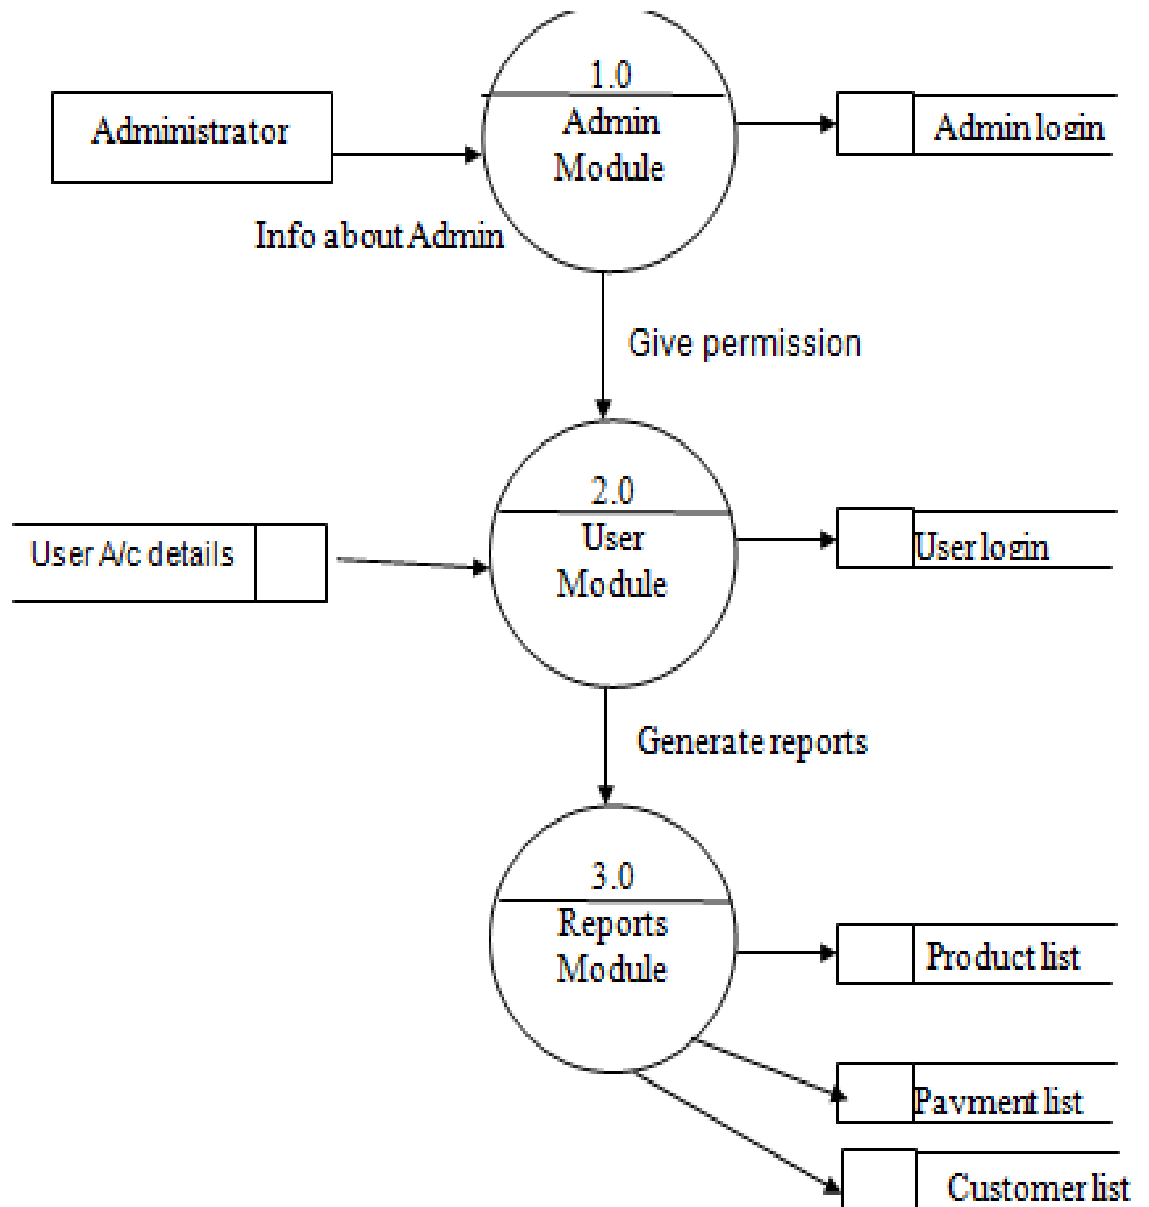 1.0
Administrator
Admin
Module
Admin login
Info about Admin
Give permission
2.0
User A/c details
User
Module
User login
Generate reports
3.0
Reports
Module
Product list
Payment list
Customer list